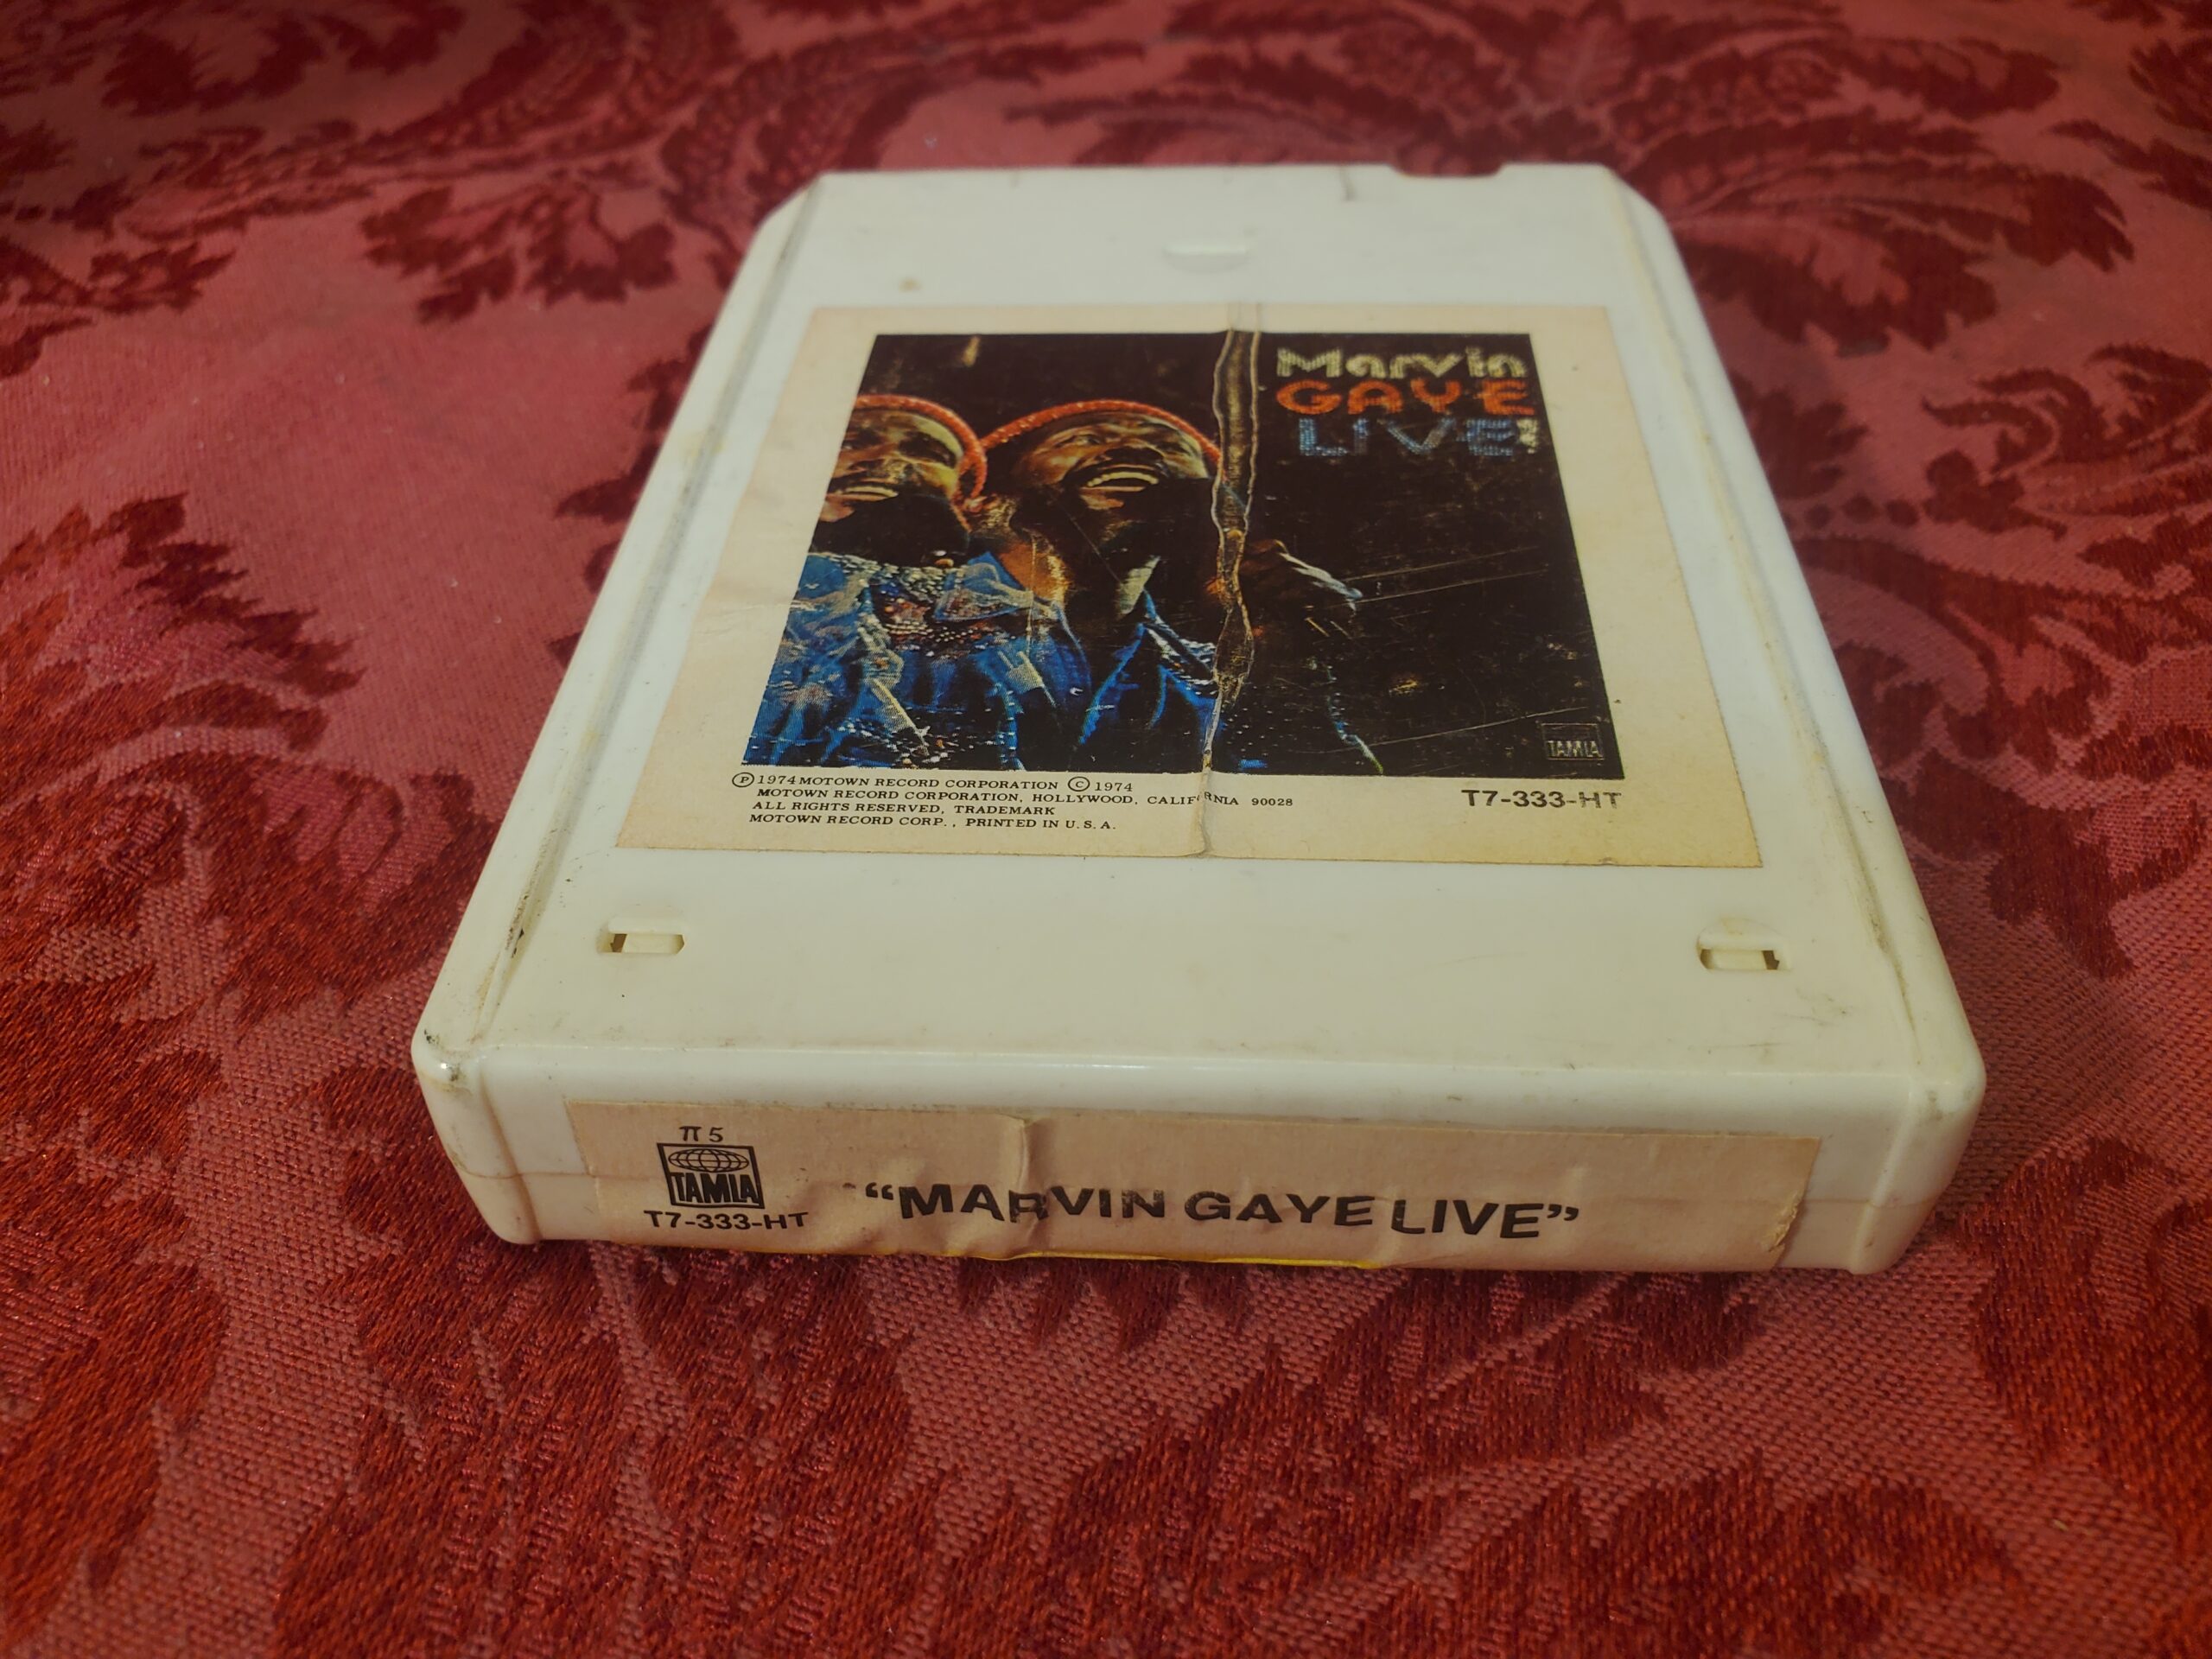 Marvin
GAYE
LIVE!
TAMLA
Ⓟ 1974 MOTOWN RECORD CORPORATION © 1974
MOTOWN RECORD CORPORATION, HOLLYWOOD, CALIFORNIA 90028
ALL RIGHTS RESERVED, TRADEMARK
MOTOWN RECORD CORP., PRINTED IN U.S.A.
T7-333-HT
π 5
TAMLA
T7-333-HT
“MARVIN GAYE LIVE”